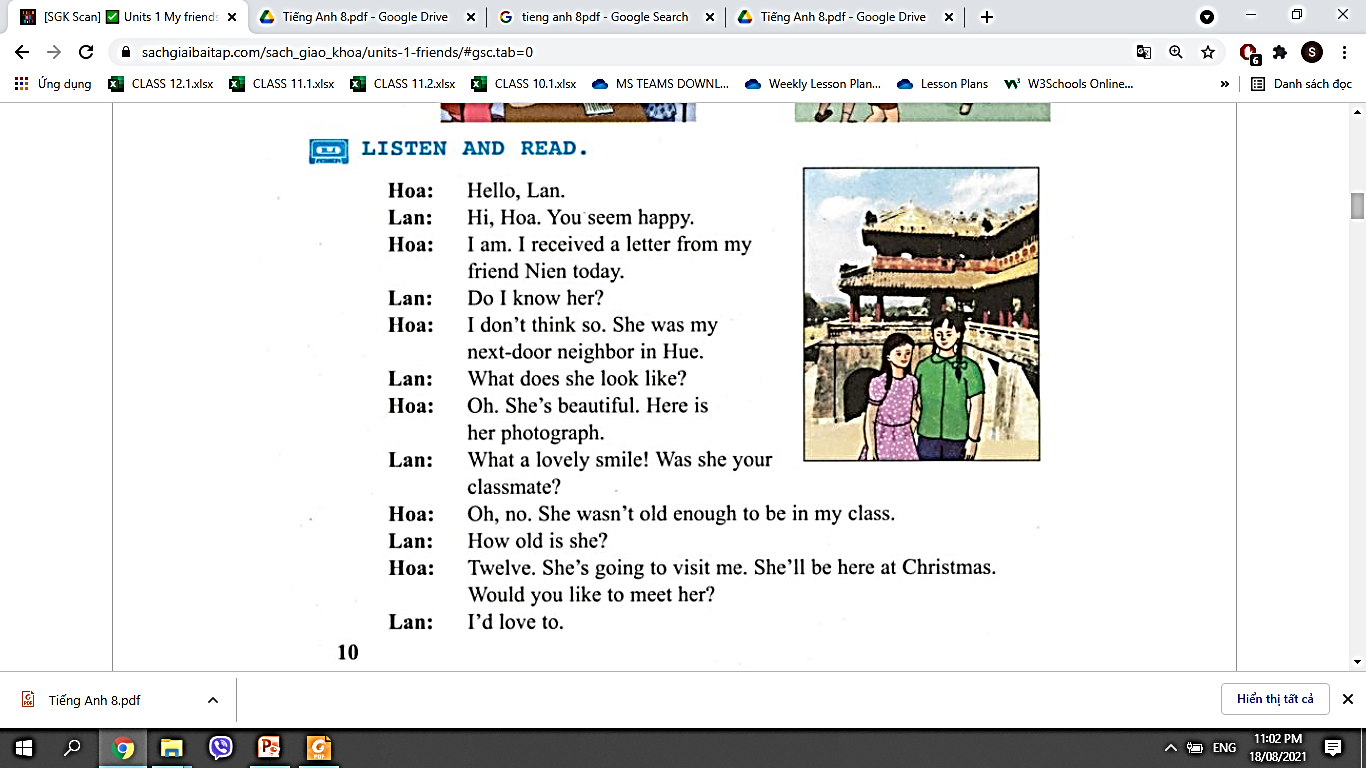 [SGK Scan] ✅ Units 1 My friend
Tiếng Anh 8.pdf - Google Drive
tieng anh 8pdf - Google Search
Tiếng Anh 8.pdf - Google Drive
sachgiaibaitap.com/sach_giao_khoa/units-1-friends/#gsc.tab=0
6
S
Ứng dụng
CLASS 12.1.xlsx
CLASS 11.1.xlsx
CLASS 11.2.xlsx
CLASS 10.1.xlsx
MS TEAMS DOWNL...
Weekly Lesson Plan...
Lesson Plans
W3Schools Online...
»
Danh sách đọc
LISTEN AND READ.
Hoa: Hello, Lan.
Lan: Hi, Hoa. You seem happy.
Hoa: I am. I received a letter from my
friend Nien today.
Lan: Do I know her?
Hoa: I don't think so. She was my
next-door neighbor in Hue.
Lan: What does she look like?
Hoa: Oh. She's beautiful. Here is
her photograph.
Lan: What a lovely smile! Was she your
classmate?
Hoa: Oh, no. She wasn't old enough to be in my class.
Lan: How old is she?
Hoa: Twelve. She's going to visit me. She'll be here at Christmas.
Would you like to meet her?
Lan: I'd love to.
10
Tiếng Anh 8.pdf
Hiển thị tất cả
ENG
11:02 PM
18/08/2021